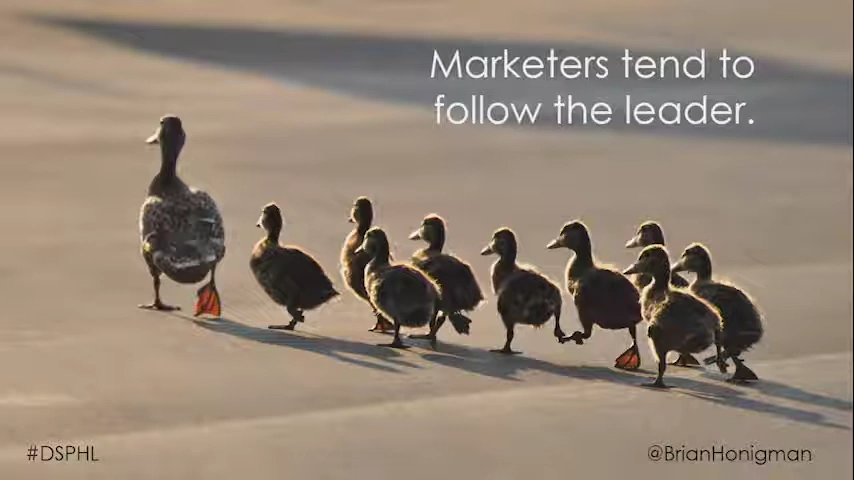 Marketers tend to
follow the leader.
#DSPHL
@BrianHonigman